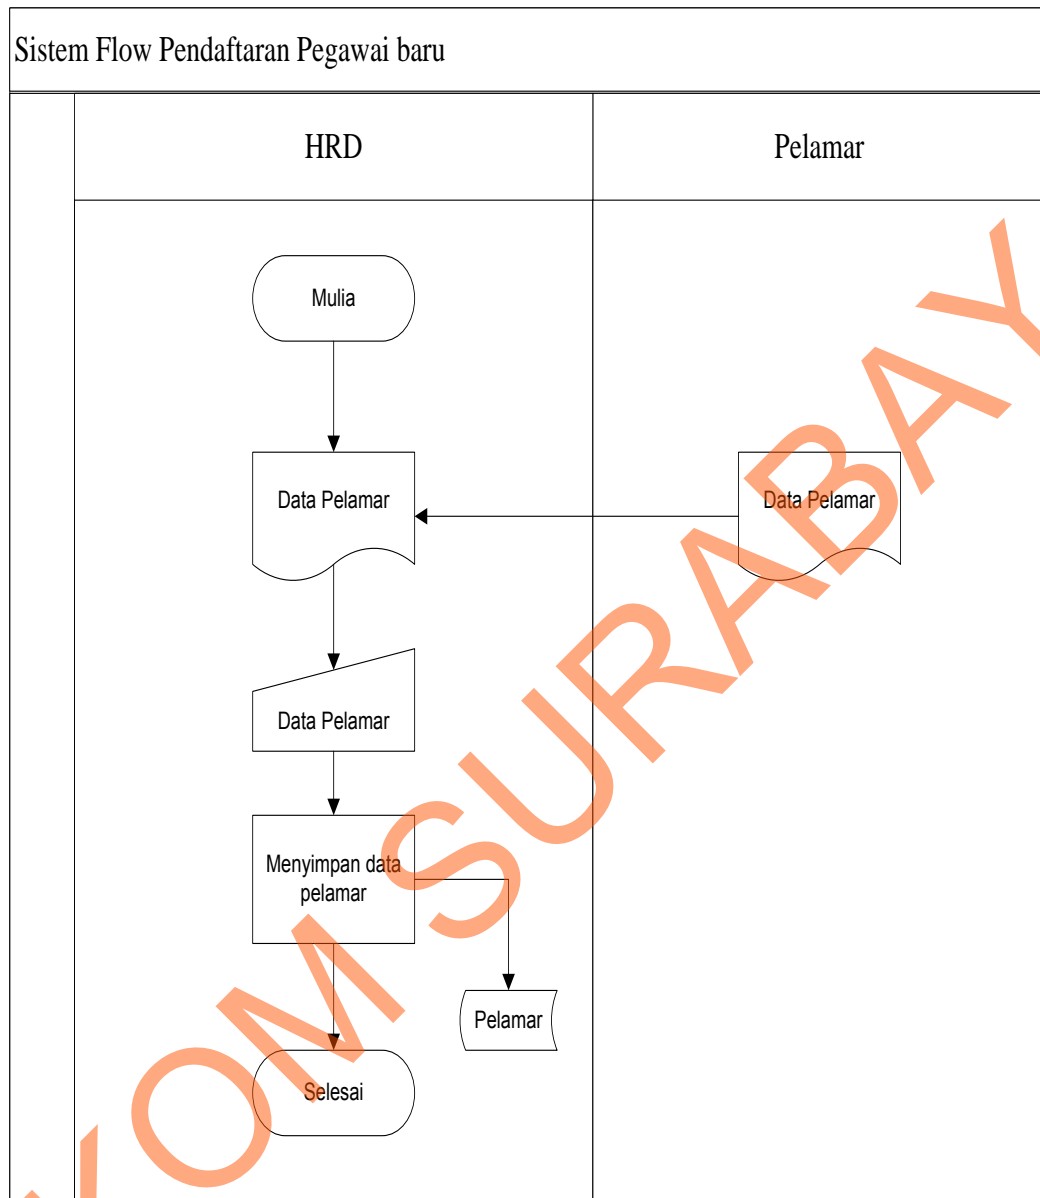 Sistem Flow Pendaftaran Pegawai baru
HRD
Pelamar
Mulia
Data Pelamar
Data Pelamar
Data Pelamar
Menyimpan data
pelamar
Pelamar
Selesai
KOM SURABAY